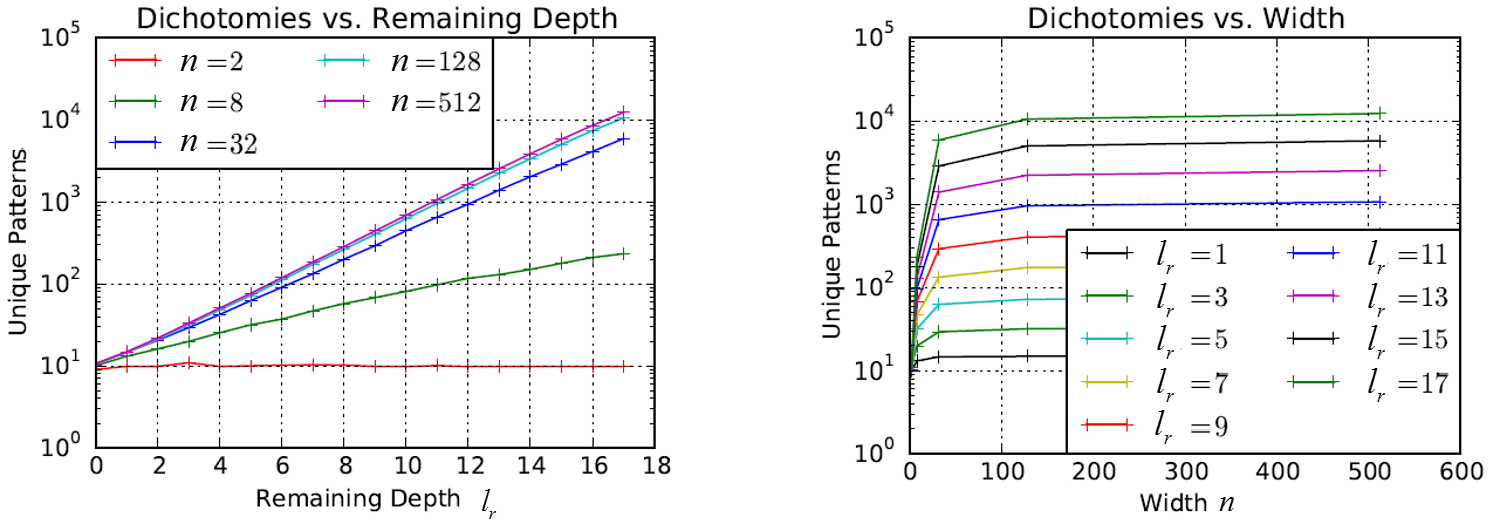 Dichotomies vs. Remaining Depth
10^5
10^4
10^3
10^2
10^1
10^0
Unique Patterns
n = 2
n = 8
n = 32
n = 128
n = 512
0 2 4 6 8 10 12 14 16 18
Remaining Depth l_r
Dichotomies vs. Width
10^5
10^4
10^3
10^2
10^1
10^0
Unique Patterns
l_r = 1
l_r = 3
l_r = 5
l_r = 7
l_r = 9
l_r = 11
l_r = 13
l_r = 15
l_r = 17
0 100 200 300 400 500 600
Width n